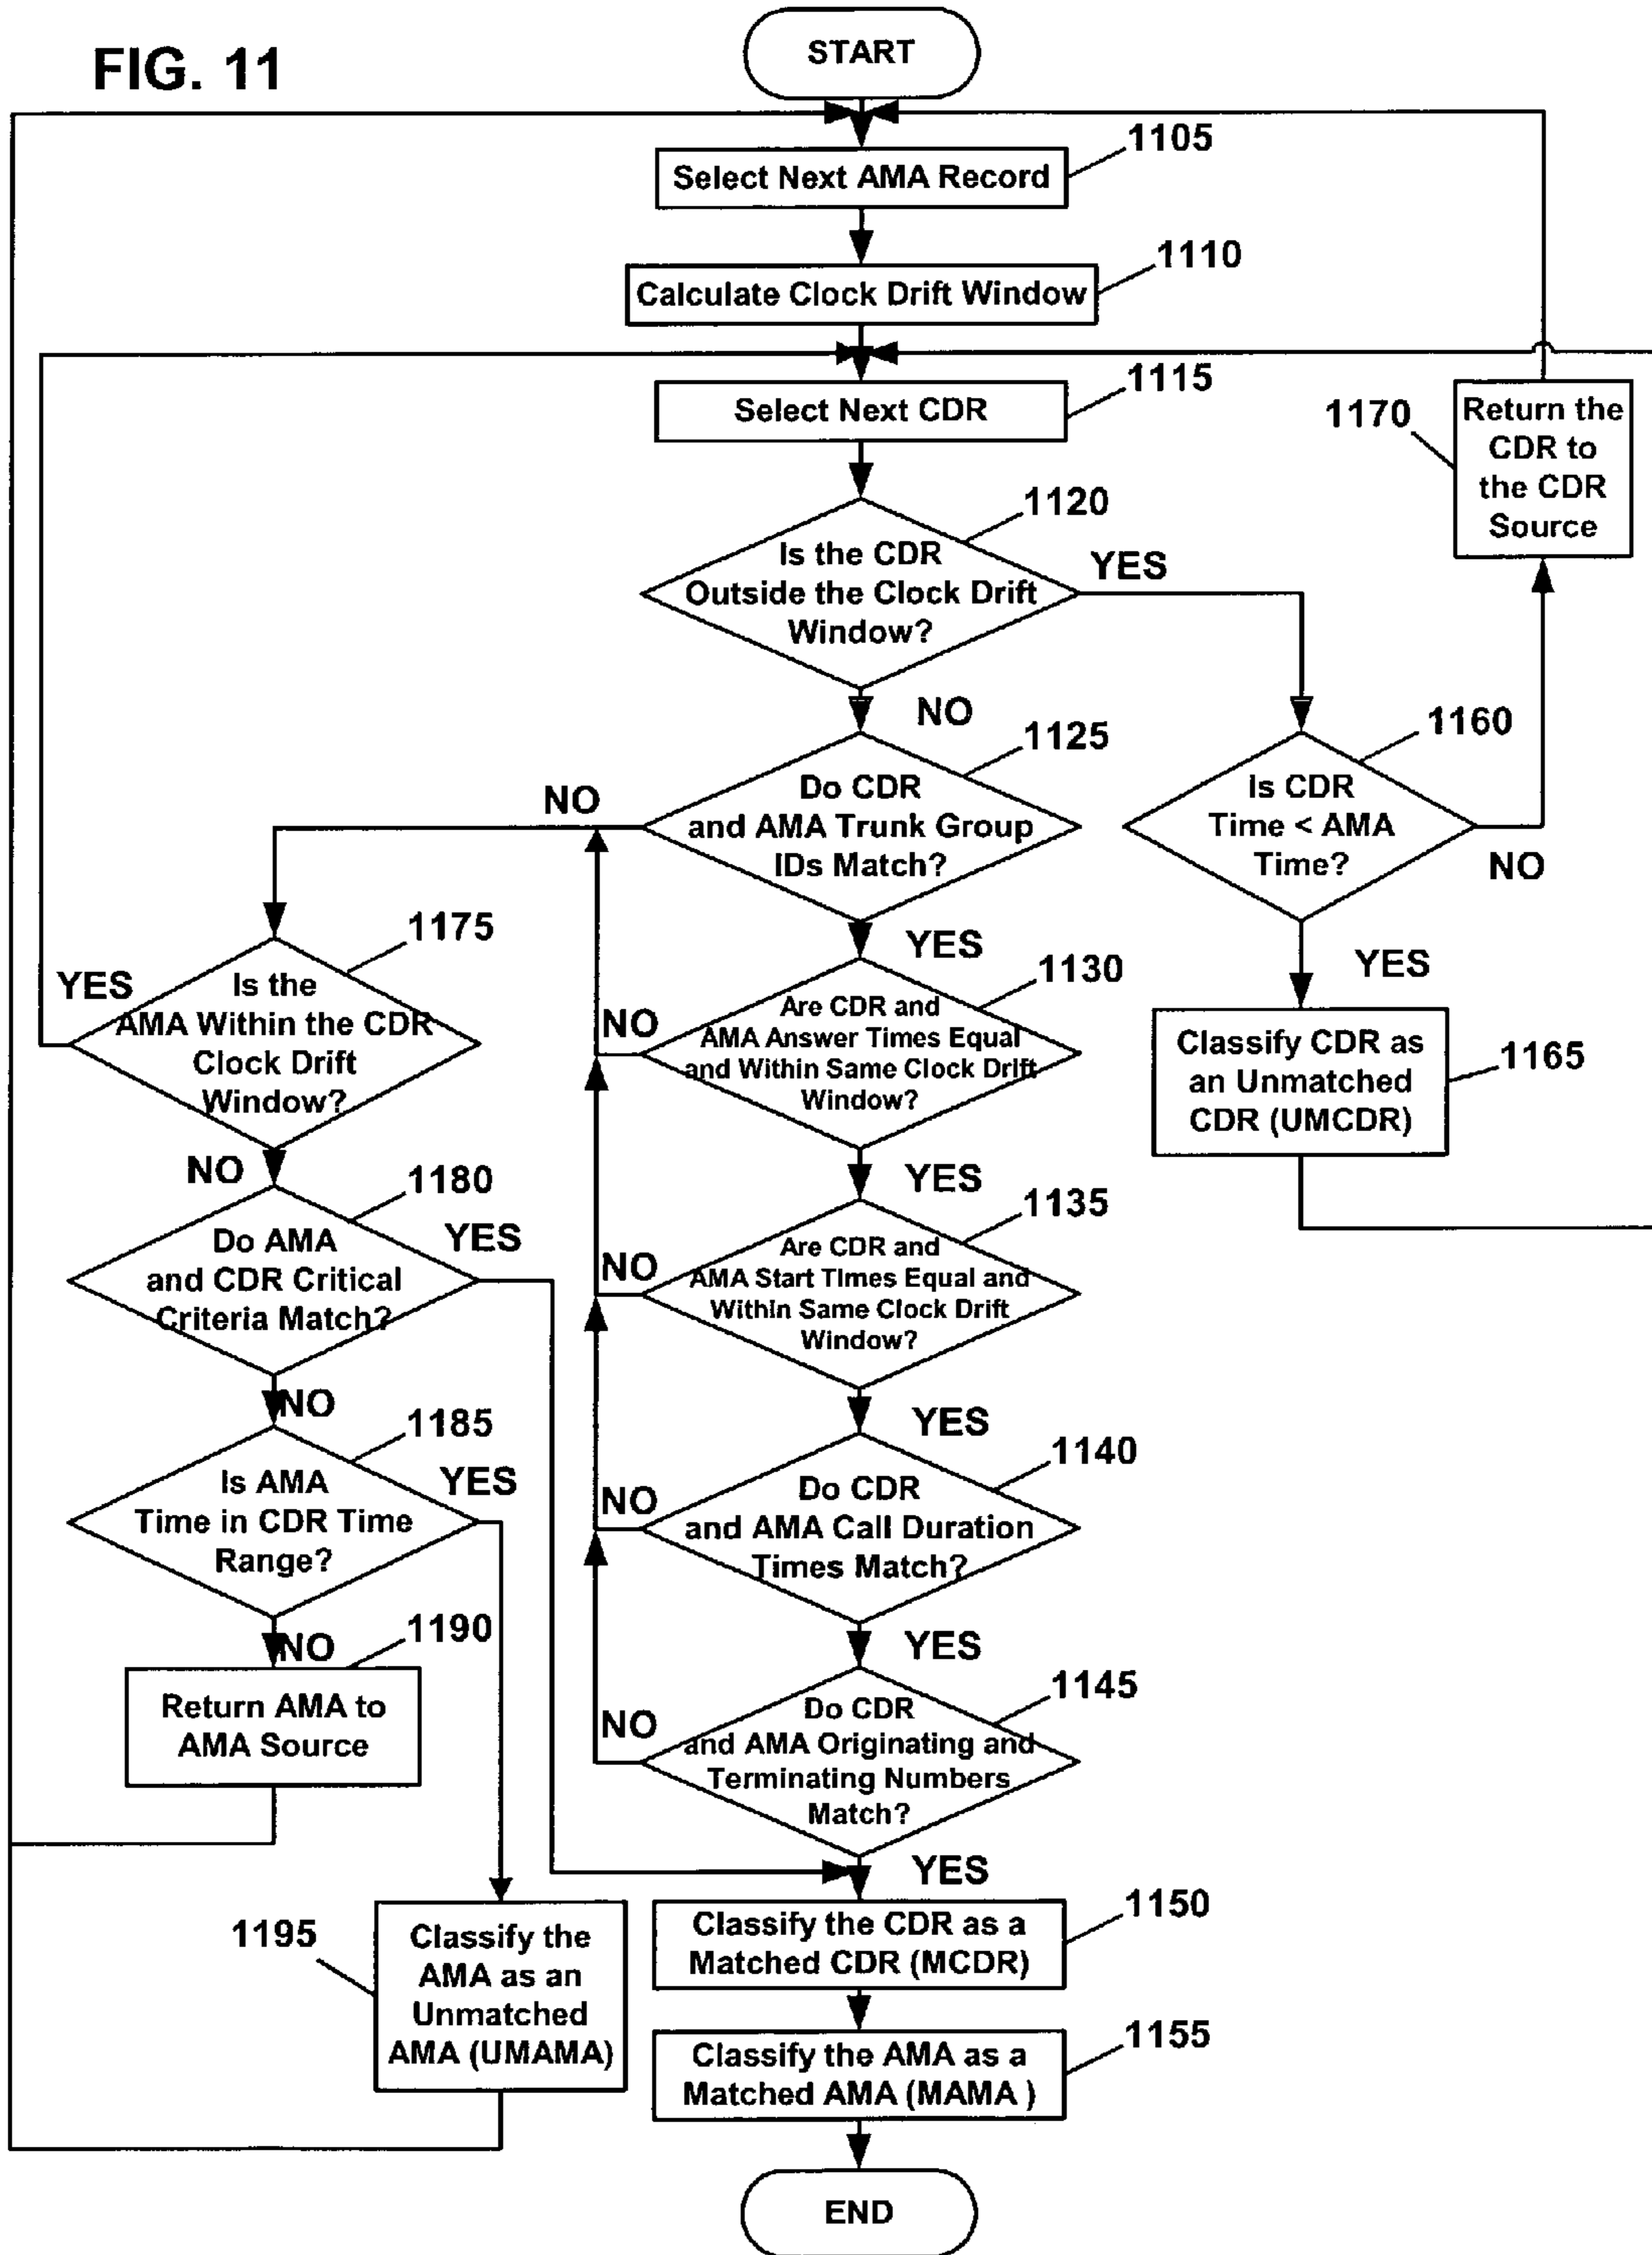 FIG. 11
START
1105
Select Next AMA Record
1110
Calculate Clock Drift Window
1115
Select Next CDR
1170
Return the
CDR to
the CDR
Source
1120
Is the CDR
Outside the Clock Drift
Window?
YES
NO
1125
Do CDR
and AMA Trunk Group
IDs Match?
NO
YES
1160
Is CDR
Time < AMA
Time?
NO
YES
1165
Classify CDR as
an Unmatched
CDR (UMCDR)
1175
Is the
AMA Within the CDR
Clock Drift
Window?
YES
NO
1130
Are CDR and
AMA Answer Times Equal
and Within Same Clock Drift
Window?
NO
YES
1180
Do AMA
and CDR Critical
Criteria Match?
YES
NO
1135
Are CDR and
AMA Start Times Equal and
Within Same Clock Drift
Window?
NO
YES
1185
Is AMA
Time in CDR Time
Range?
YES
NO
1140
Do CDR
and AMA Call Duration
Times Match?
NO
YES
1190
Return AMA to
AMA Source
1145
Do CDR
and AMA Originating and
Terminating Numbers
Match?
NO
YES
1195
Classify the
AMA as an
Unmatched
AMA (UMAMA)
1150
Classify the CDR as a
Matched CDR (MCDR)
1155
Classify the AMA as a
Matched AMA (MAMA )
END